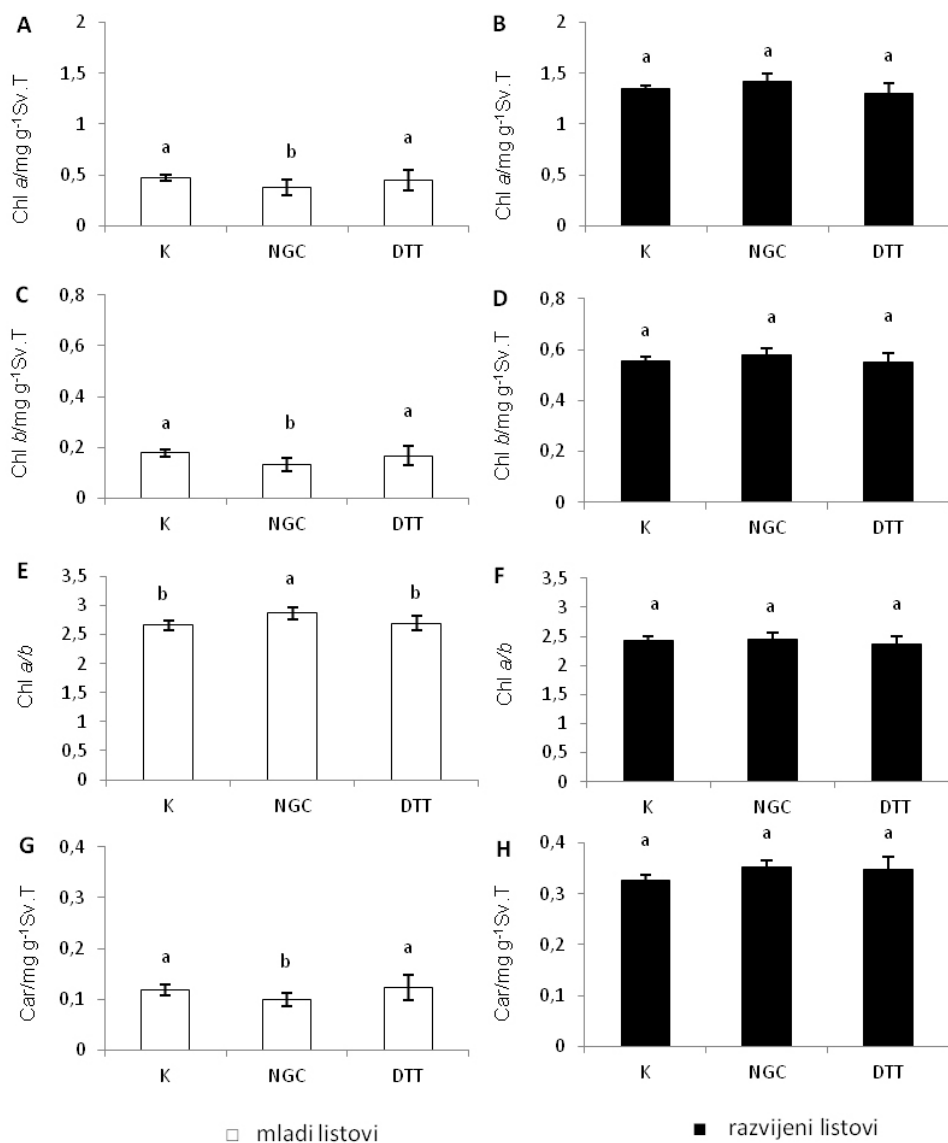 A
Chl a/mg g⁻¹Sv.T
2
1,5
1
0,5
0
a
b
a
K NGC DTT
B
Chl a/mg g⁻¹Sv.T
2
1,5
1
0,5
0
a
a
a
K NGC DTT
C
Chl b/mg g⁻¹Sv.T
0,8
0,6
0,4
0,2
0
a
b
a
K NGC DTT
D
Chl b/mg g⁻¹Sv.T
0,8
0,6
0,4
0,2
0
a
a
a
K NGC DTT
E
Chl a/b
3,5
3
2,5
2
1,5
1
0,5
0
b
a
b
K NGC DTT
F
Chl a/b
3,5
3
2,5
2
1,5
1
0,5
0
a
a
a
K NGC DTT
G
Car/mg g⁻¹Sv.T
0,4
0,3
0,2
0,1
0
a
b
a
K NGC DTT
H
Car/mg g⁻¹Sv.T
0,4
0,3
0,2
0,1
0
a
a
a
K NGC DTT
mladi listovi
razvijeni listovi